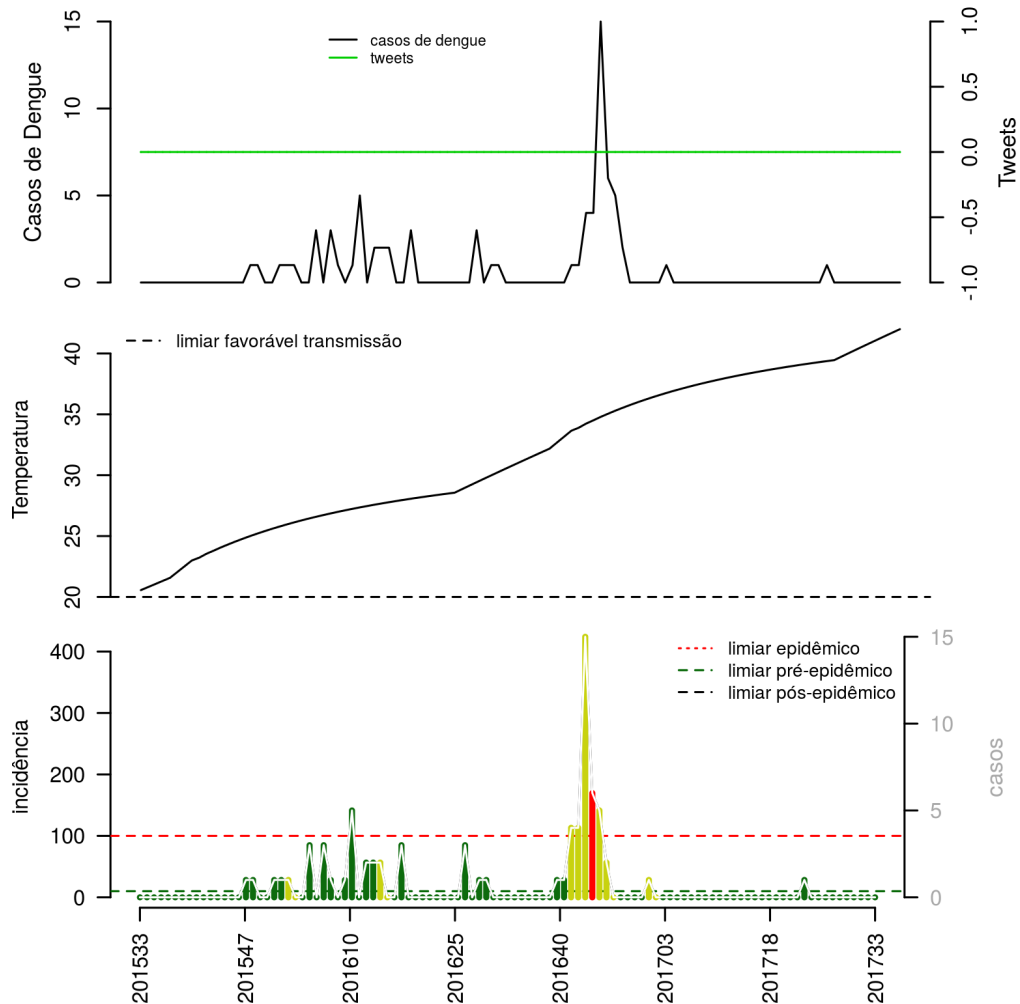 casos de dengue
tweets
Casos de Dengue
0
5
10
15
Tweets
-1.0
-0.5
0.0
0.5
1.0
limiar favorável transmissão
Temperatura
20
25
30
35
40
limiar epidêmico
limiar pré-epidêmico
limiar pós-epidêmico
incidência
0
100
200
300
400
casos
0
5
10
15
201533
201547
201610
201625
201640
201703
201718
201733